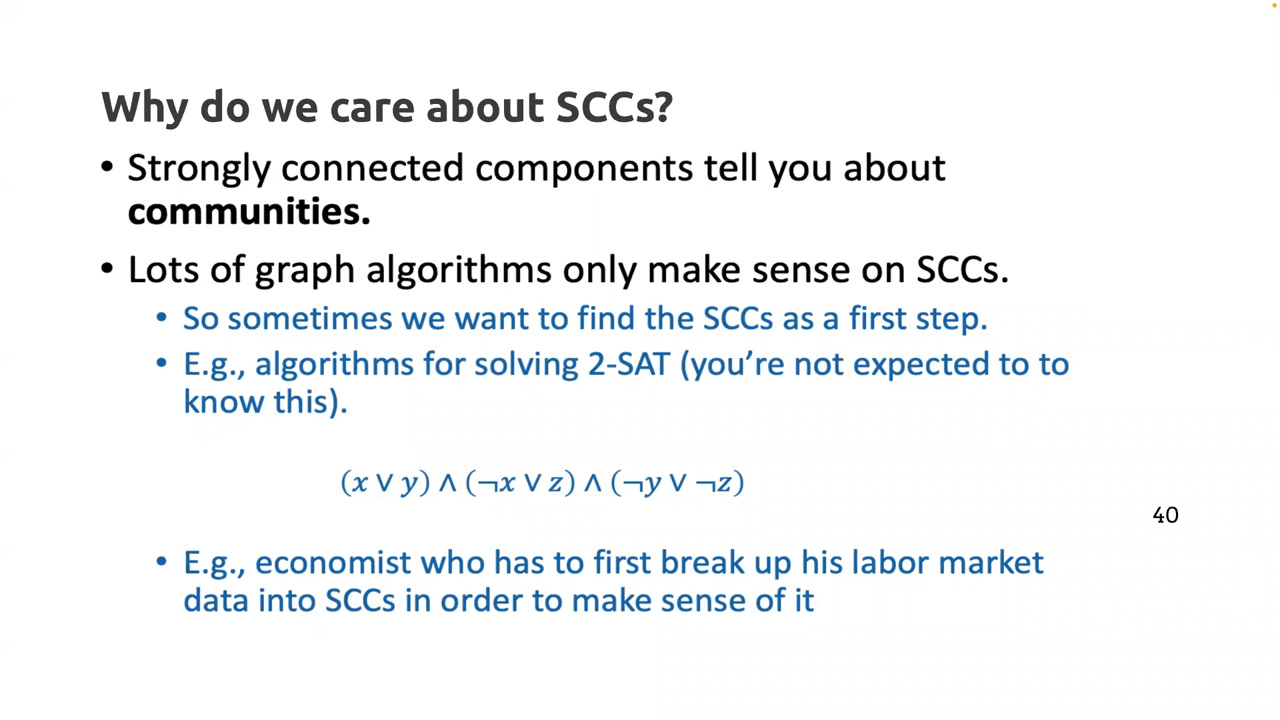 Why do we care about SCCs?
• Strongly connected components tell you about
communities.
• Lots of graph algorithms only make sense on SCCs.
• So sometimes we want to find the SCCs as a first step.
• E.g., algorithms for solving 2-SAT (you’re not expected to to
know this).
(x ∨ y) ∧ (¬x ∨ z) ∧ (¬y ∨ ¬z)
40
• E.g., economist who has to first break up his labor market
data into SCCs in order to make sense of it